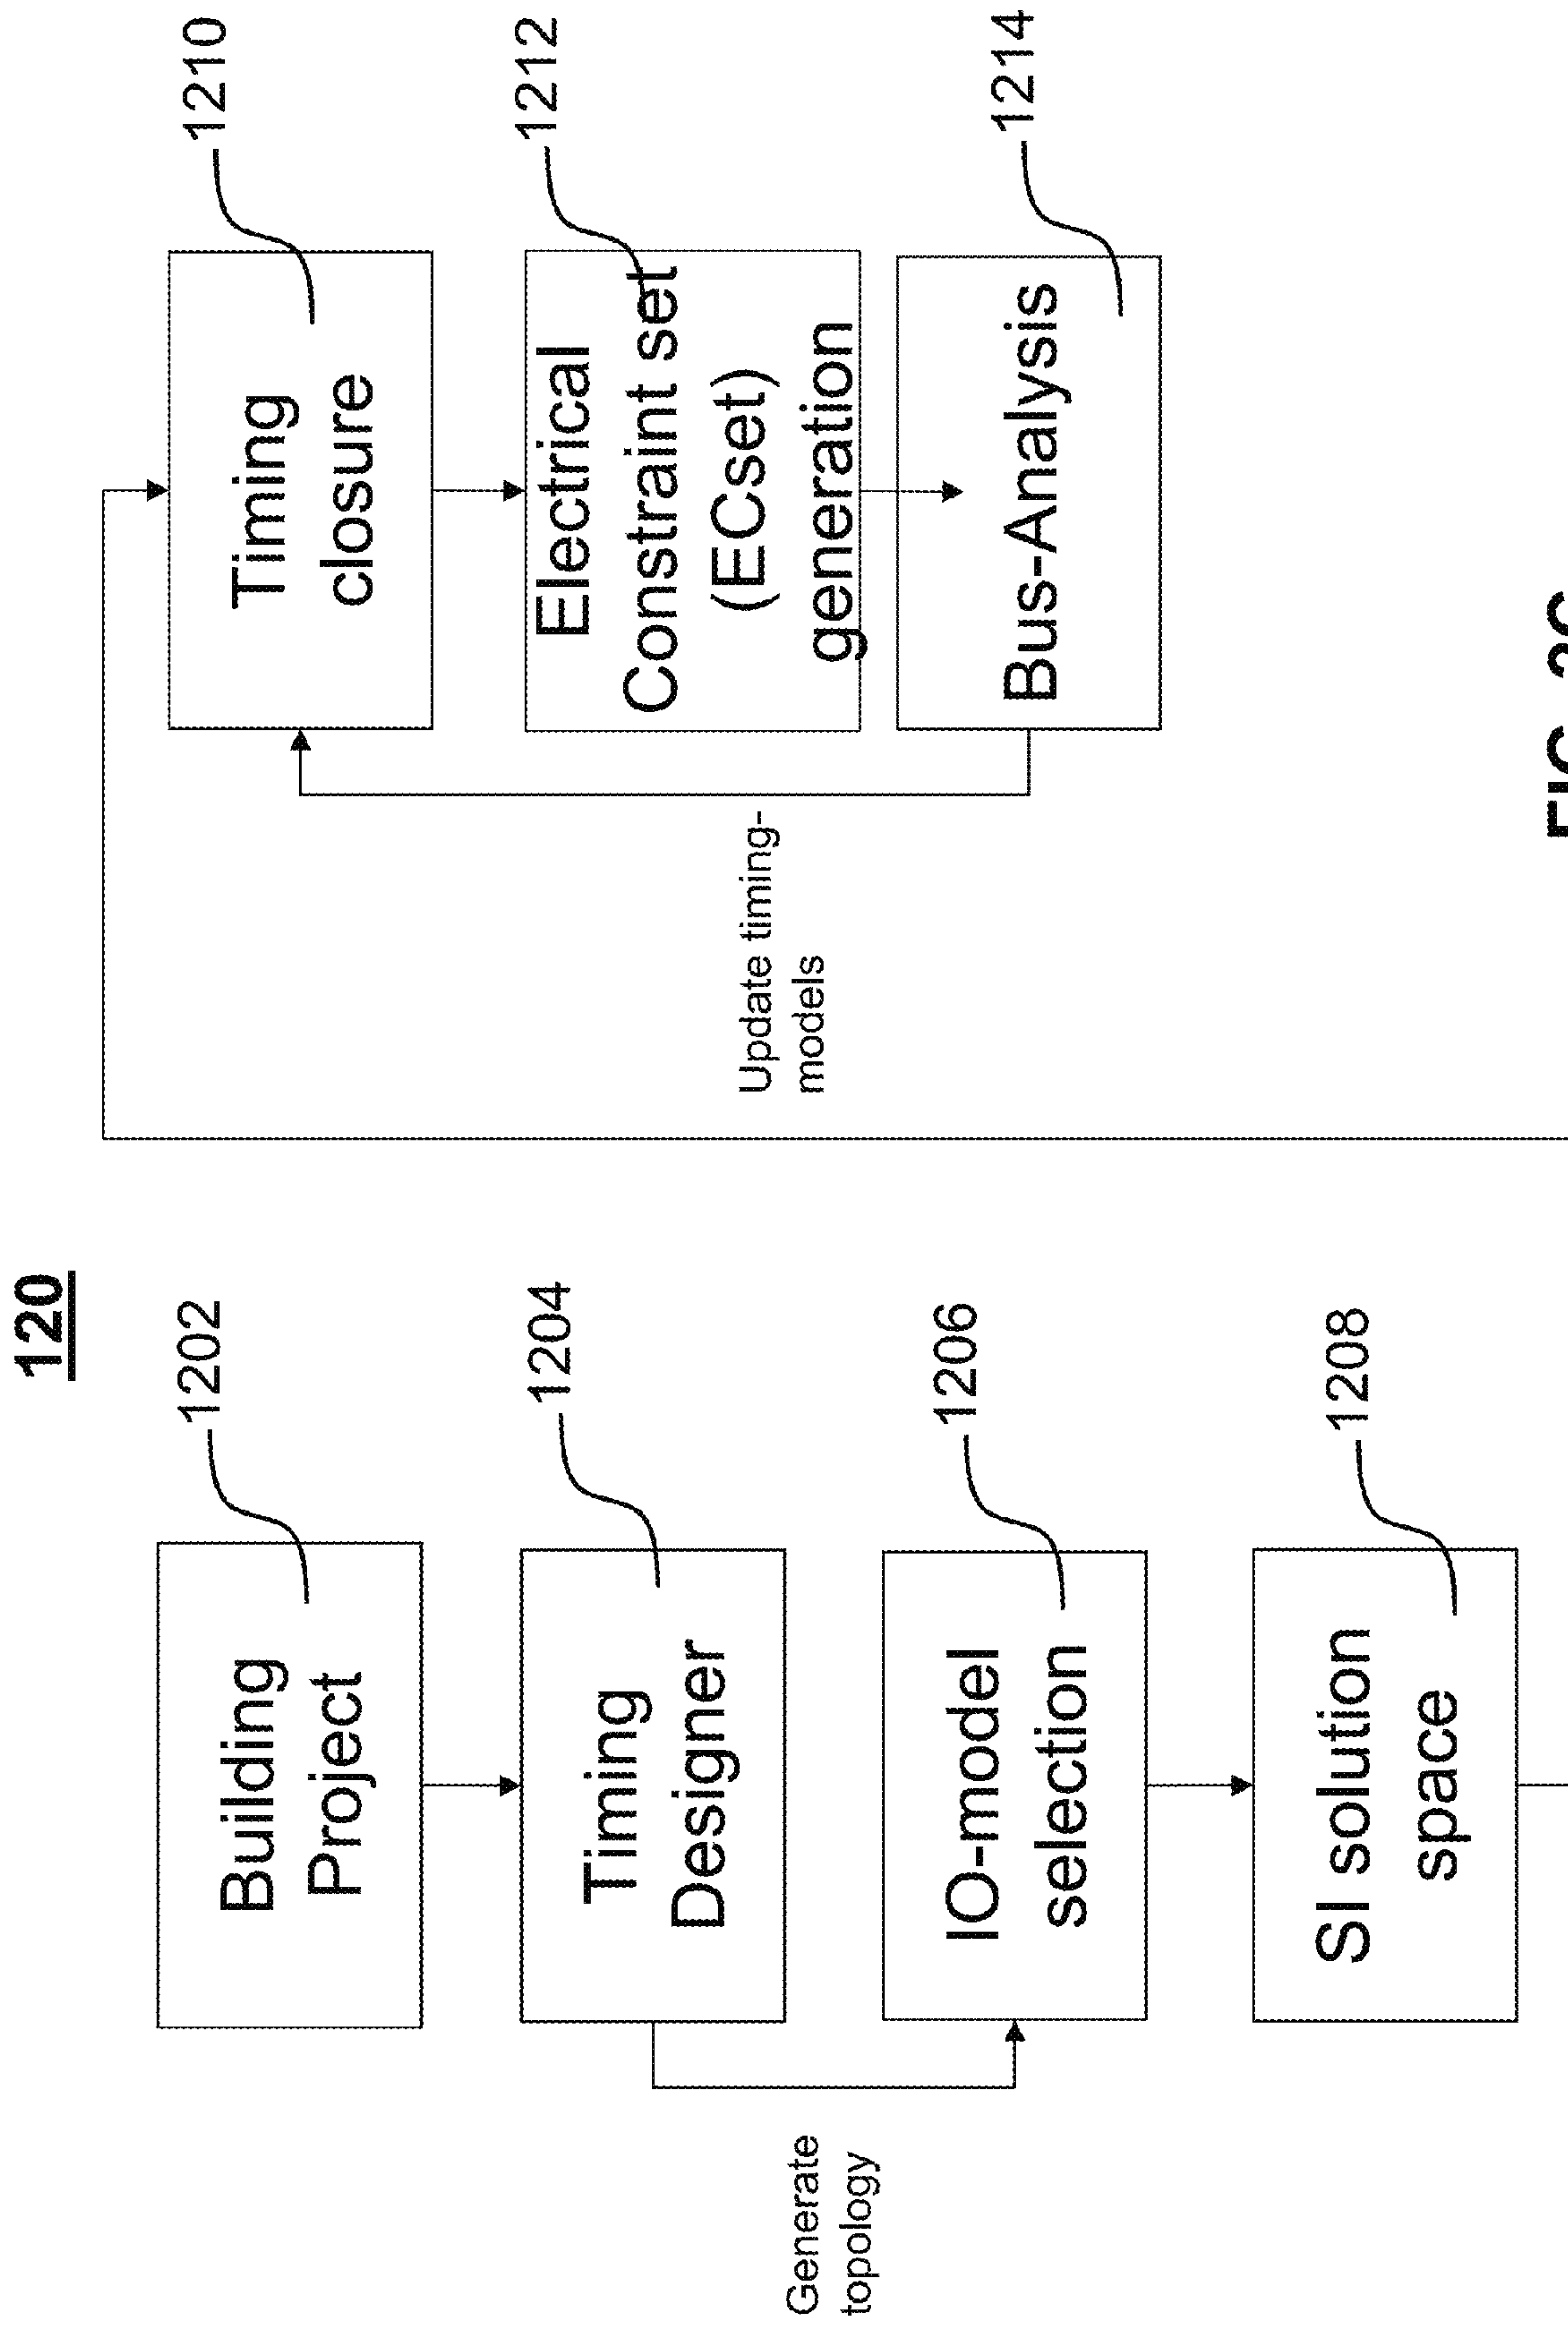 120
Building
Project
1202
Timing
Designer
1204
Generate
topology
IO-model
selection
1206
SI solution
space
1208
Timing
closure
1210
Electrical
Constraint set
(ECset)
generation
1212
Update timing-
models
Bus-Analysis
1214